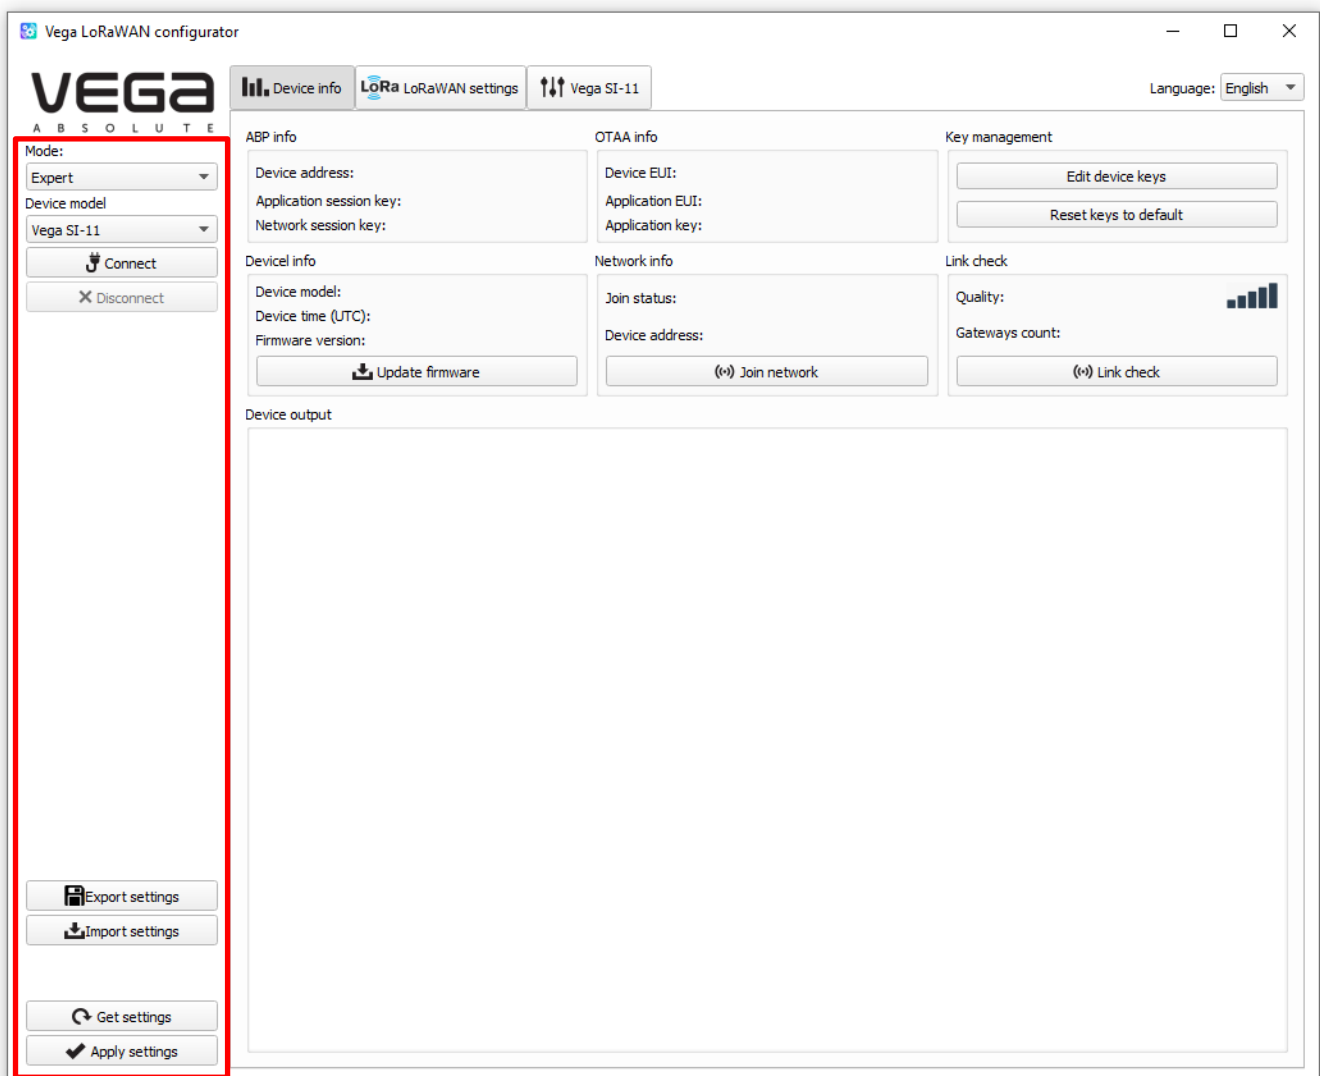 Vega LoRaWAN configurator
VEGA
ABSOLUTE
Device info
LoRa LoRaWAN settings
Vega SI-11
Language: English
Mode:
Expert
Device model
Vega SI-11
Connect
Disconnect
Export settings
Import settings
Get settings
Apply settings
ABP info
Device address:
Application session key:
Network session key:
OTAA info
Device EUI:
Application EUI:
Application key:
Key management
Edit device keys
Reset keys to default
Devicel info
Device model:
Device time (UTC):
Firmware version:
Update firmware
Network info
Join status:
Device address:
Join network
Link check
Quality:
Gateways count:
Link check
Device output